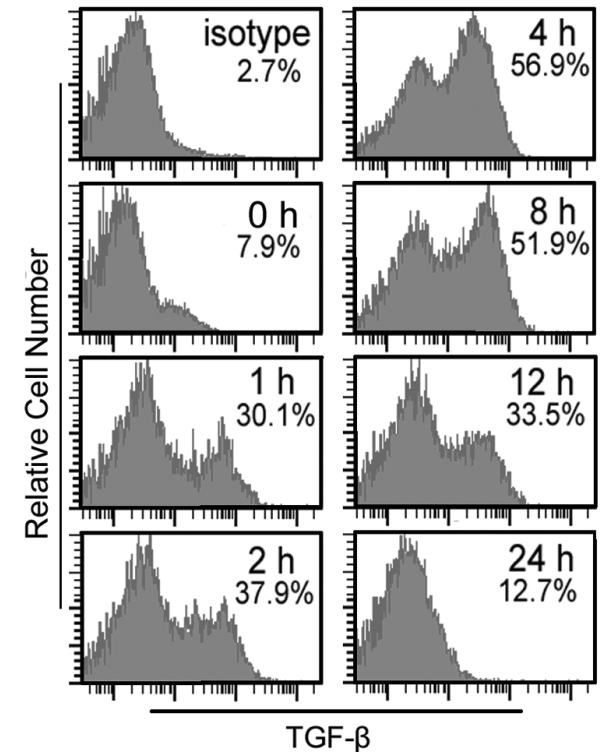 isotype
2.7%
4 h
56.9%
0 h
7.9%
8 h
51.9%
1 h
30.1%
12 h
33.5%
2 h
37.9%
24 h
12.7%
Relative Cell Number
TGF-β